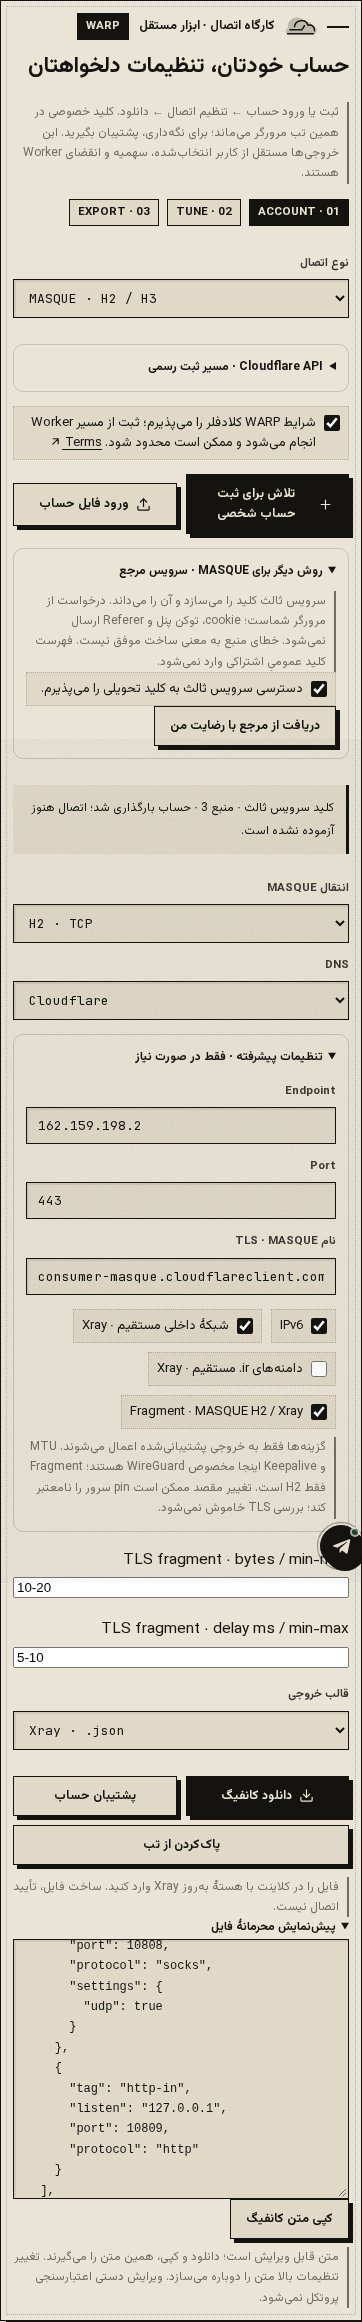 کارگاه اتصال · ابزار مستقل WARP
حساب خودتان، تنظیمات دلخواهتان
ثبت یا ورود حساب ← تنظیم اتصال ← دانلود. کلید خصوصی در
همین تب مرورگر می‌ماند؛ برای نگه‌داری، پشتیبان بگیرید. این
خروجی‌ها مستقل از کاربر انتخاب‌شده، سهمیه و انقضای Worker
هستند.
ACCOUNT · 01 TUNE · 02 EXPORT · 03
نوع اتصال
MASQUE · H2 / H3
Cloudflare API · مسیر ثبت رسمی
شرایط WARP کلادفلر را می‌پذیرم؛ ثبت از مسیر Worker
انجام می‌شود و ممکن است محدود شود. Terms ↗
تلاش برای ثبت
حساب شخصی
ورود فایل حساب
روش دیگر برای MASQUE · سرویس مرجع
سرویس ثالث کلید را می‌سازد و آن را می‌داند. درخواست از
مرورگر شماست؛ cookie، توکن پنل و Referer ارسال
نمی‌شود. خطای منبع به معنی ساخت موفق نیست. فهرست
کلید عمومیِ اشتراکی وارد نمی‌شود.
دسترسی سرویس ثالث به کلید تحویلی را می‌پذیرم.
دریافت از مرجع با رضایت من
کلید سرویس ثالث · منبع 3 · حساب بارگذاری شد؛ اتصال هنوز
آزموده نشده است.
انتقال MASQUE
H2 · TCP
DNS
Cloudflare
تنظیمات پیشرفته · فقط در صورت نیاز
Endpoint
162.159.198.2
Port
443
نام TLS · MASQUE
consumer-masque.cloudflareclient.com
IPv6
شبکهٔ داخلی مستقیم · Xray
دامنه‌های ir. مستقیم · Xray
Fragment · MASQUE H2 / Xray
گزینه‌ها فقط به خروجی پشتیبانی‌شده اعمال می‌شوند. MTU
و Keepalive اینجا مخصوص WireGuard هستند؛ Fragment
فقط H2 است. تغییر مقصد ممکن است pin سرور را نامعتبر
کند؛ بررسی TLS خاموش نمی‌شود.
TLS fragment · bytes / min-m
10-20
TLS fragment · delay ms / min-max
5-10
قالب خروجی
Xray · .json
دانلود کانفیگ
پشتیبان حساب
پاک‌کردن از تب
فایل را در کلاینت با هستهٔ به‌روز Xray وارد کنید. ساخت فایل، تأیید
اتصال نیست.
پیش‌نمایش محرمانهٔ فایل
"port": 10808,
"protocol": "socks",
"settings": {
"udp": true
}
},
{
"tag": "http-in",
"listen": "127.0.0.1",
"port": 10809,
"protocol": "http"
}
],
کپی متن کانفیگ
متن قابل ویرایش است؛ دانلود و کپی، همین متن را می‌گیرند. تغییر
تنظیمات بالا متن را دوباره می‌سازد. ویرایش دستی اعتبارسنجی
پروتکل نمی‌شود.